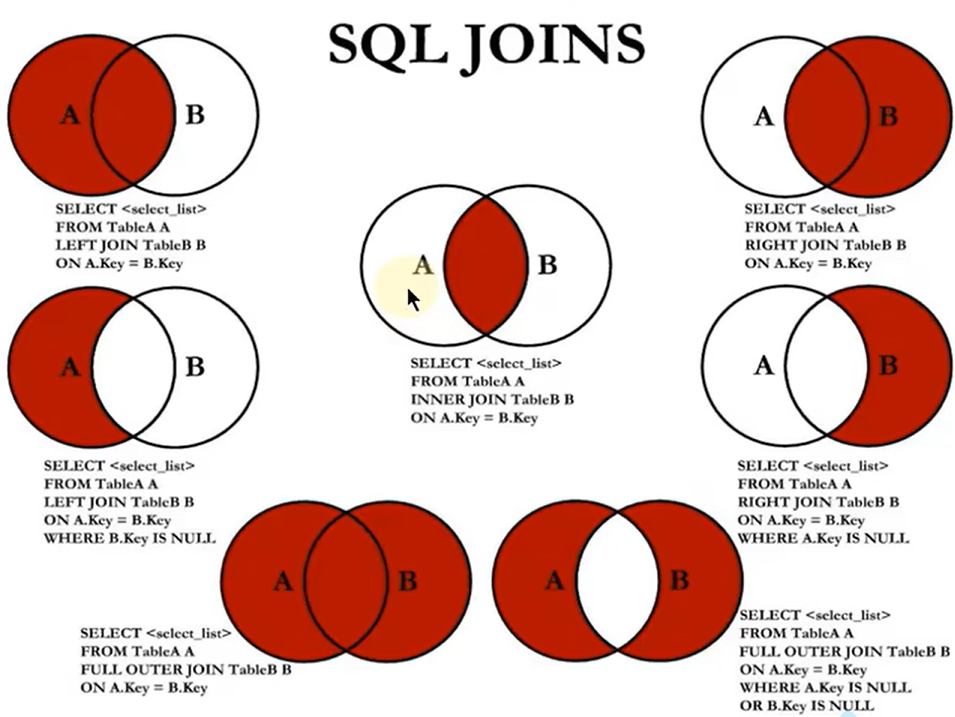 SQL JOINS
A B
SELECT <select_list>
FROM TableA A
LEFT JOIN TableB B
ON A.Key = B.Key
A B
SELECT <select_list>
FROM TableA A
RIGHT JOIN TableB B
ON A.Key = B.Key
A B
SELECT <select_list>
FROM TableA A
INNER JOIN TableB B
ON A.Key = B.Key
A B
SELECT <select_list>
FROM TableA A
LEFT JOIN TableB B
ON A.Key = B.Key
WHERE B.Key IS NULL
A B
SELECT <select_list>
FROM TableA A
RIGHT JOIN TableB B
ON A.Key = B.Key
WHERE A.Key IS NULL
A B
SELECT <select_list>
FROM TableA A
FULL OUTER JOIN TableB B
ON A.Key = B.Key
A B
SELECT <select_list>
FROM TableA A
FULL OUTER JOIN TableB B
ON A.Key = B.Key
WHERE A.Key IS NULL
OR B.Key IS NULL